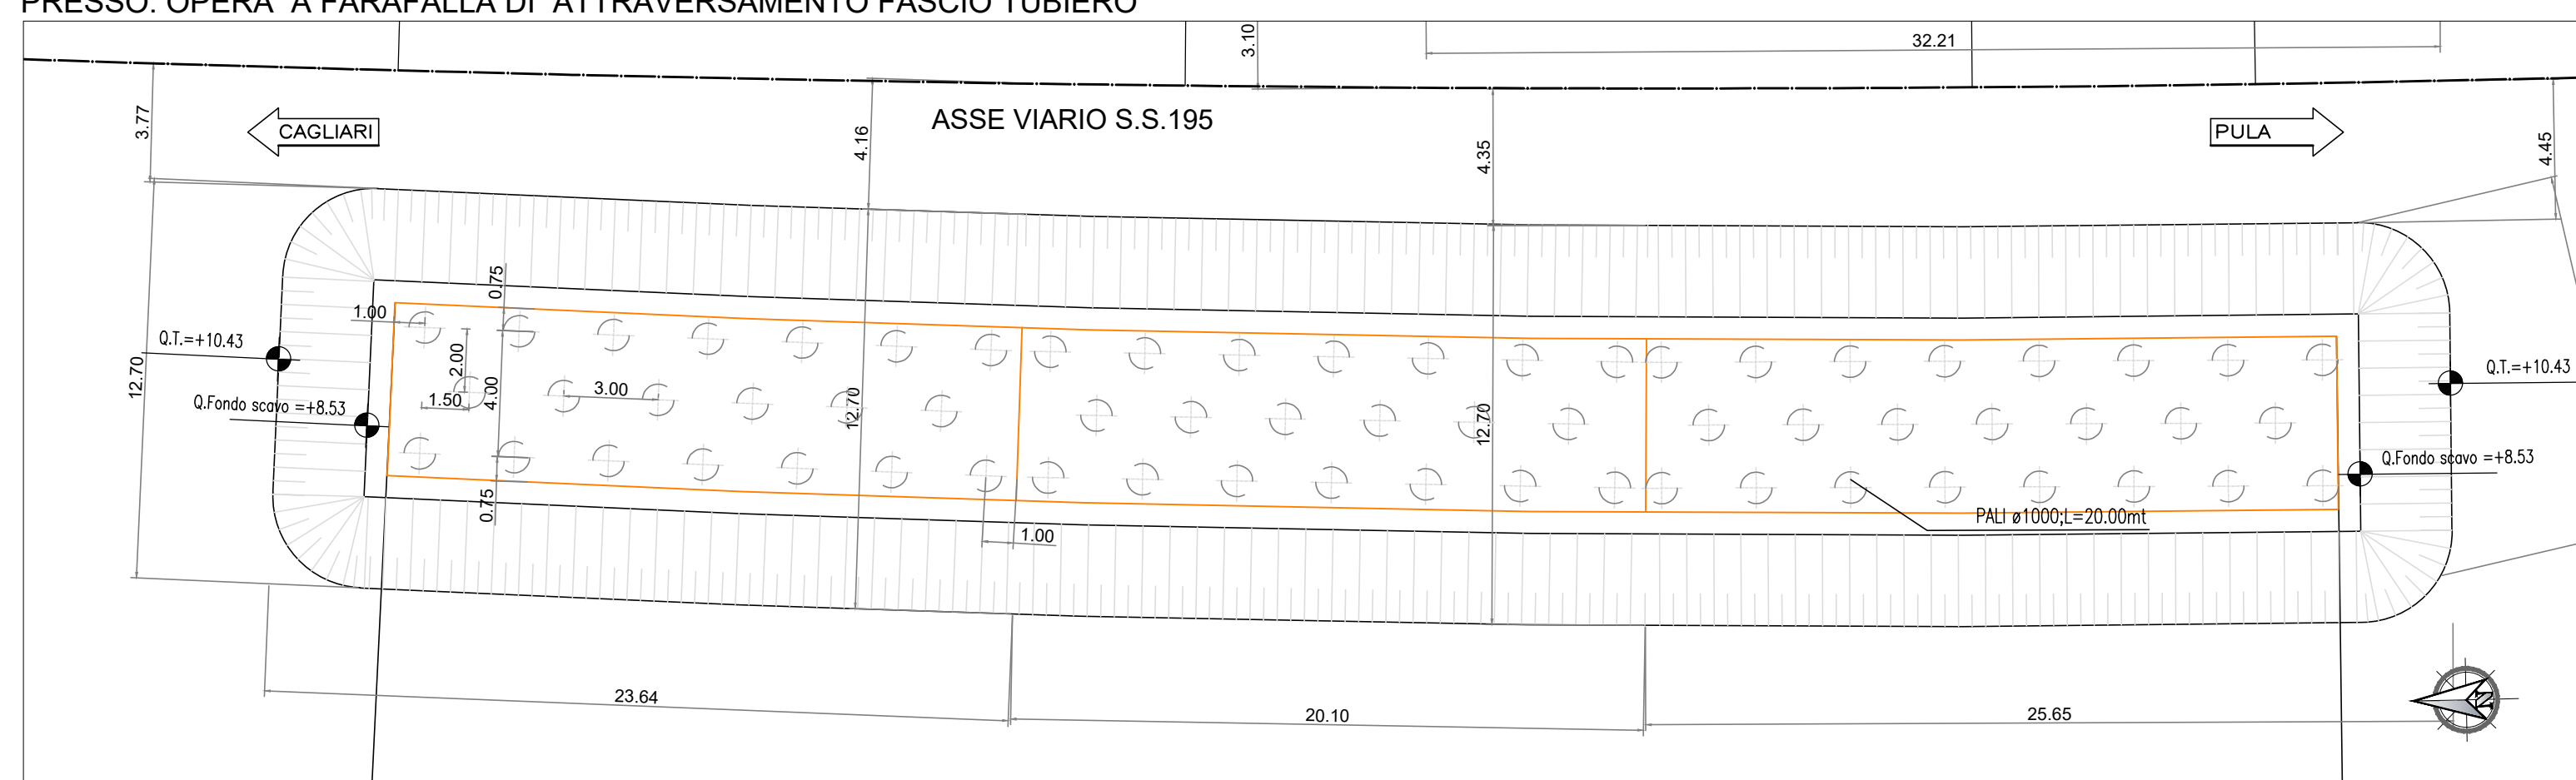 PRESSO: OPERA A FARAFALLA DI ATTRAVERSAMENTO FASCIO TUBIERO
3.10
32.21
3.77
CAGLIARI
4.16
ASSE VIARIO S.S.195
4.35
PULA
4.45
0.75
1.00
Q.T.=+10.43
2.00
4.00
3.00
12.70
1.50
12.70
12.70
Q.T.=+10.43
Q.Fondo scavo =+8.53
Q.Fondo scavo =+8.53
0.75
1.00
PALI ø1000;L=20.00mt
23.64
20.10
25.65
N